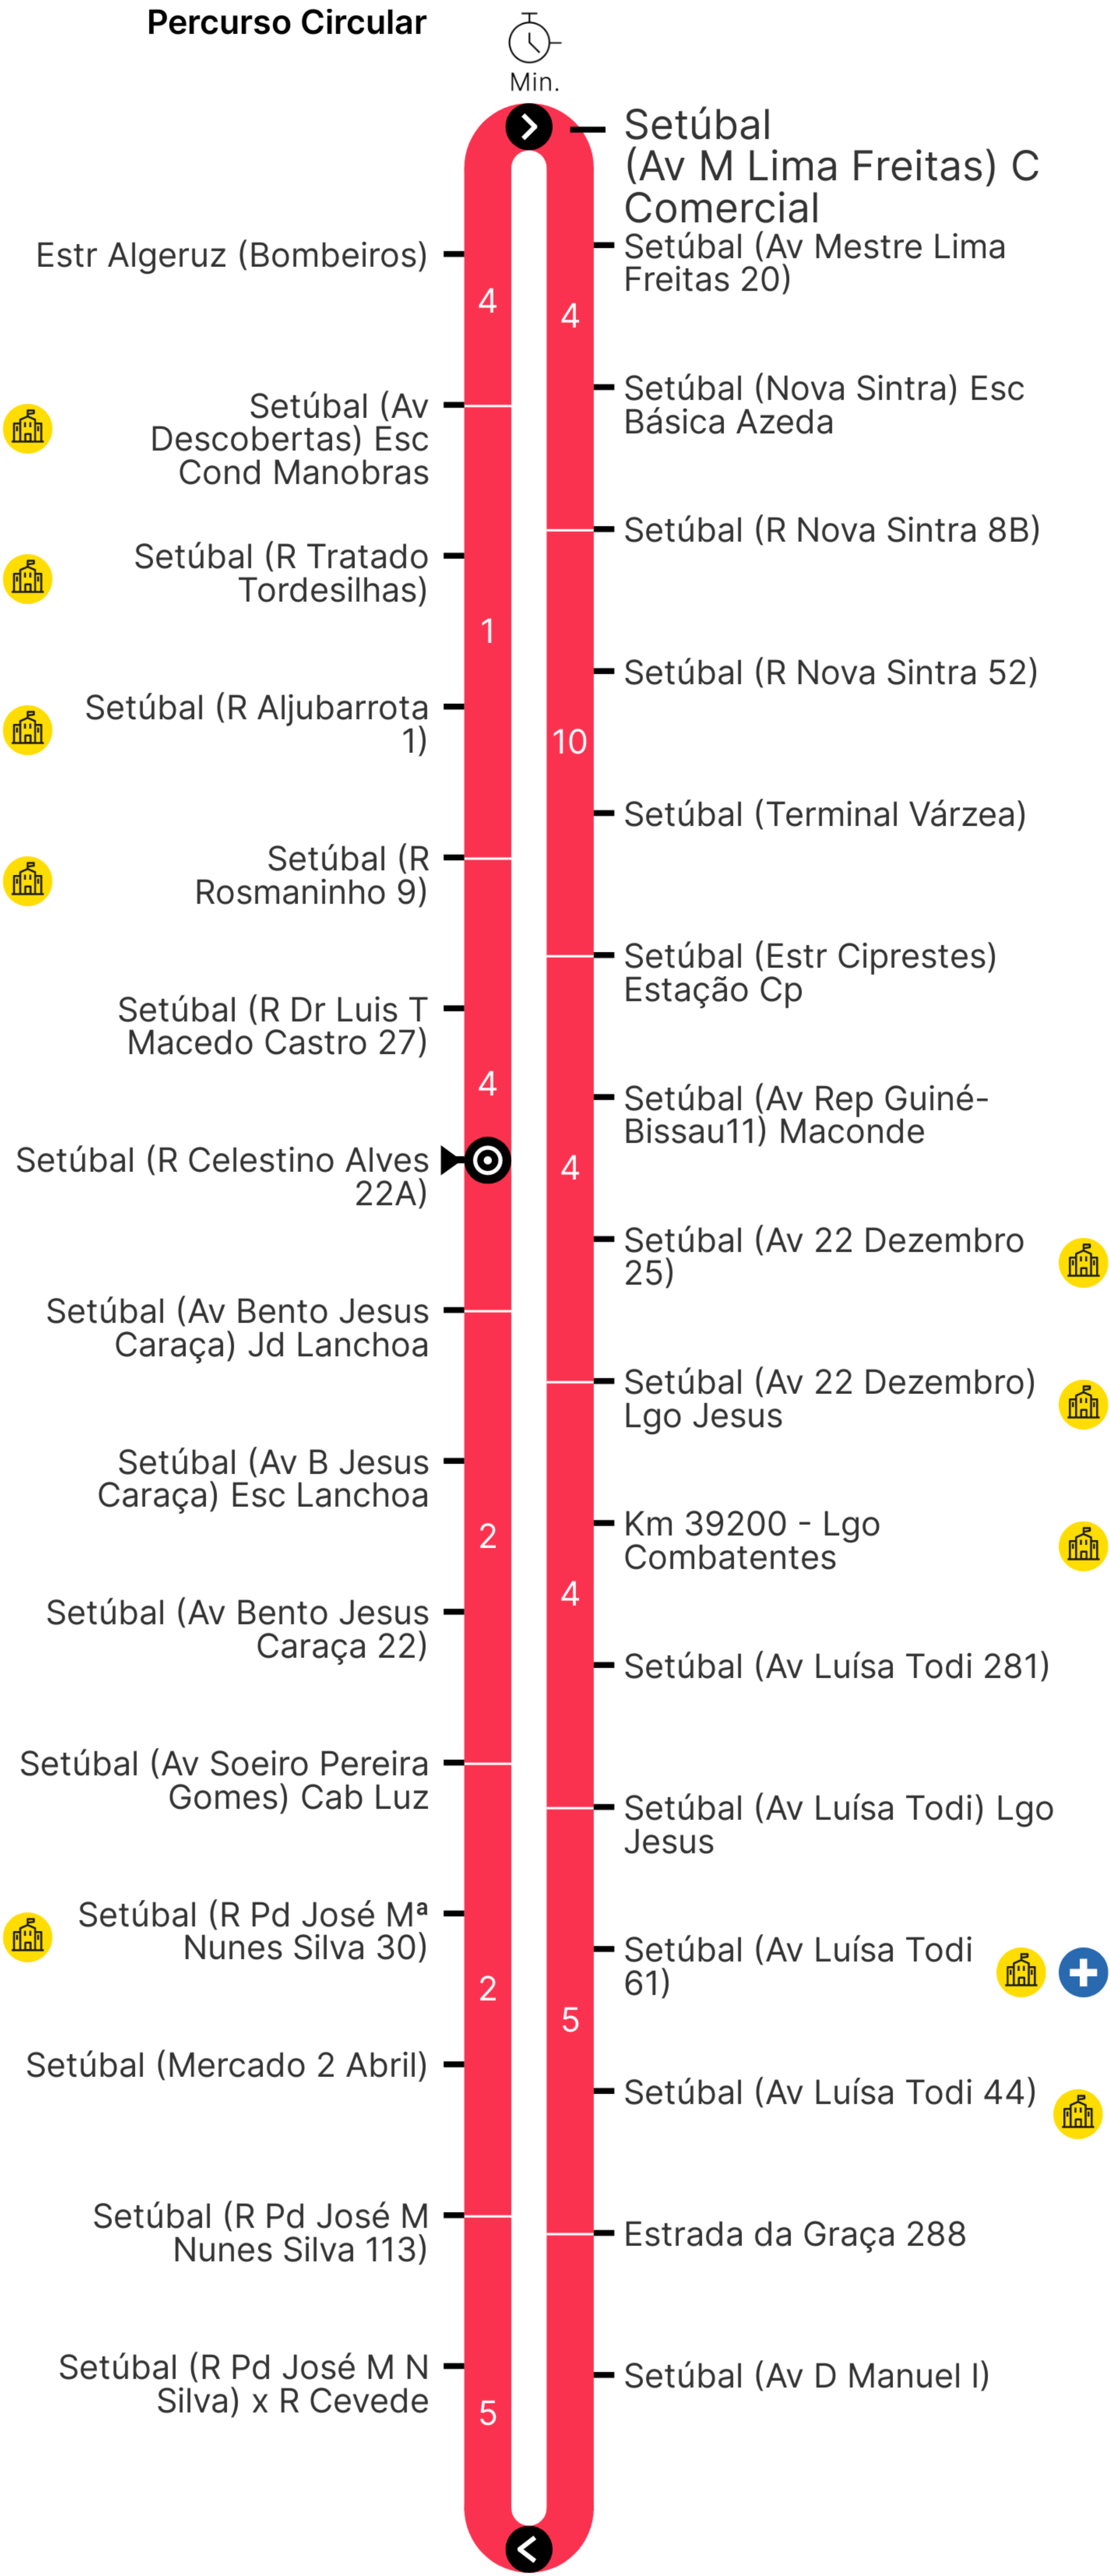 Percurso Circular
Min.
Setúbal
(Av M Lima Freitas) C
Comercial
Setúbal (Av Mestre Lima
Freitas 20)
4
Setúbal (Nova Sintra) Esc
Básica Azeda
Setúbal (R Nova Sintra 8B)
Setúbal (R Nova Sintra 52)
10
Setúbal (Terminal Várzea)
Setúbal (Estr Ciprestes)
Estação Cp
Setúbal (Av Rep Guiné-
Bissau11) Maconde
4
Setúbal (Av 22 Dezembro
25)
Setúbal (Av 22 Dezembro)
Lgo Jesus
Km 39200 - Lgo
Combatentes
4
Setúbal (Av Luísa Todi 281)
Setúbal (Av Luísa Todi) Lgo
Jesus
Setúbal (Av Luísa Todi
61)
5
Setúbal (Av Luísa Todi 44)
Estrada da Graça 288
Setúbal (Av D Manuel I)
Estr Algeruz (Bombeiros)
4
Setúbal (Av
Descobertas) Esc
Cond Manobras
Setúbal (R Tratado
Tordesilhas)
1
Setúbal (R Aljubarrota
1)
Setúbal (R
Rosmaninho 9)
Setúbal (R Dr Luis T
Macedo Castro 27)
4
Setúbal (R Celestino Alves
22A)
Setúbal (Av Bento Jesus
Caraça) Jd Lanchoa
Setúbal (Av B Jesus
Caraça) Esc Lanchoa
2
Setúbal (Av Bento Jesus
Caraça 22)
Setúbal (Av Soeiro Pereira
Gomes) Cab Luz
Setúbal (R Pd José Mª
Nunes Silva 30)
2
Setúbal (Mercado 2 Abril)
Setúbal (R Pd José M
Nunes Silva 113)
Setúbal (R Pd José M N
Silva) x R Cevede
5